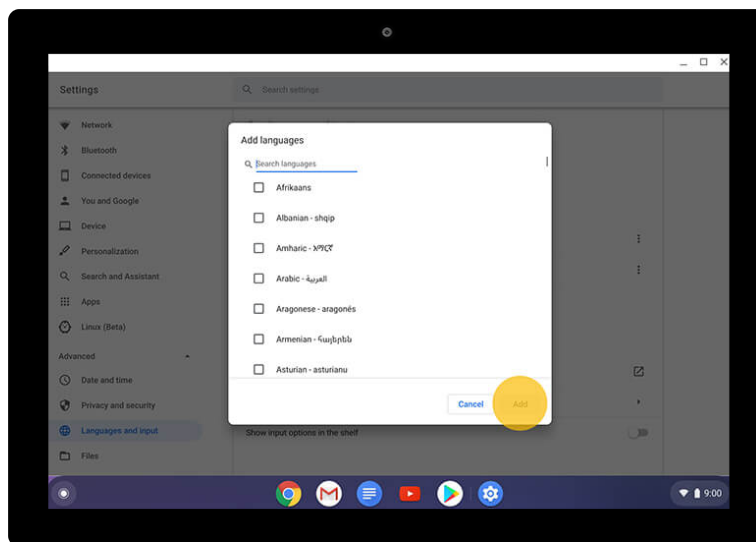 Settings
Search settings
Network
Bluetooth
Connected devices
You and Google
Device
Personalization
Search and Assistant
Apps
Linux (Beta)
Advanced
Date and time
Privacy and security
Languages and input
Files
Add languages
Search languages
Afrikaans
Albanian - shqip
Amharic - አማርኛ
Arabic - العربية
Aragonese - aragonés
Armenian - հայերեն
Asturian - asturianu
Cancel
Add
Show input options in the shelf
9:00